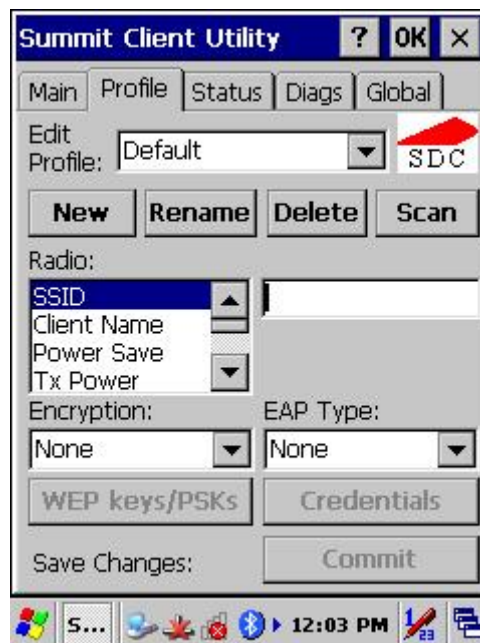 Summit Client Utility ? OK ×
Main Profile Status Diags Global
Edit Profile: Default
SDC
New Rename Delete Scan
Radio:
SSID
Client Name
Power Save
Tx Power
Encryption: EAP Type:
None None
WEP keys/PSKs Credentials
Save Changes: Commit
S... 12:03 PM